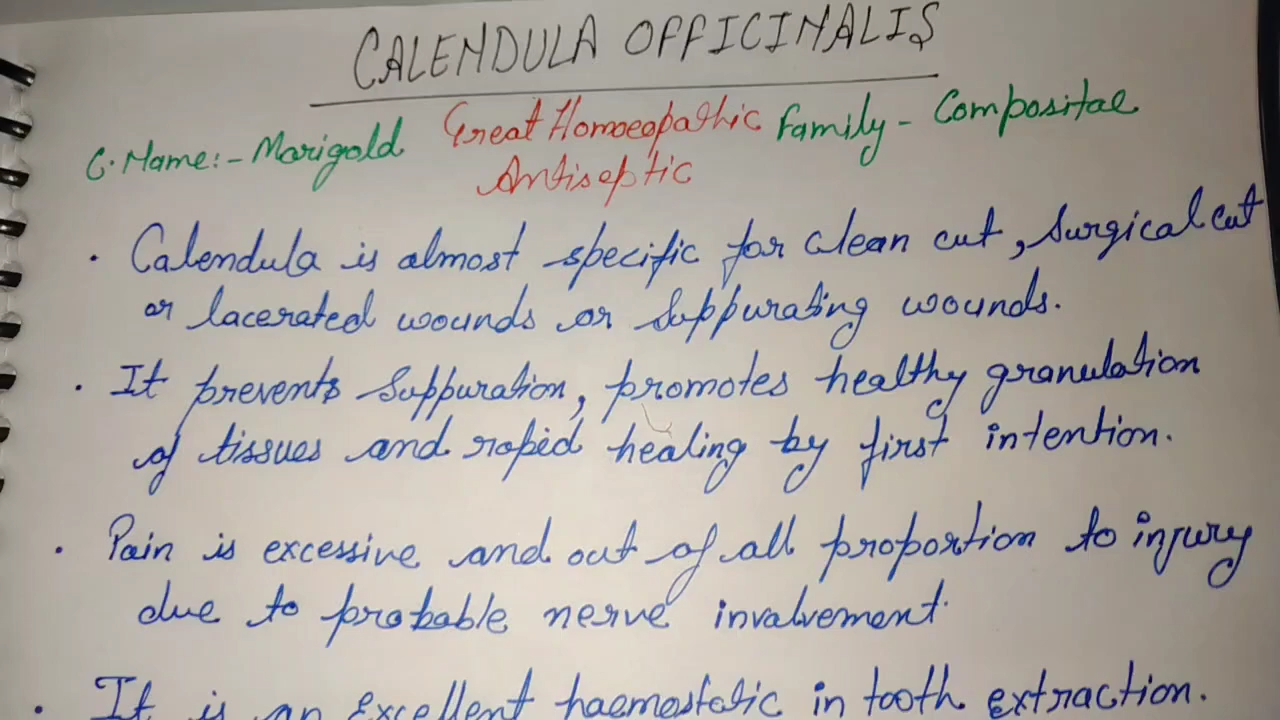 CALENDULA OFFICINALIS
C. Name:- Marigold Great Homoeopathic Family - Compositae
Antiseptic
• Calendula is almost specific for clean cut, surgical cut
or lacerated wounds or suppurating wounds.
• It prevents suppuration, promotes healthy granulation
of tissues and rapid healing by first intention.
• Pain is excessive and out of all proportion to injury
due to probable nerve involvement.
• It is an excellent haemostatic in tooth extraction.